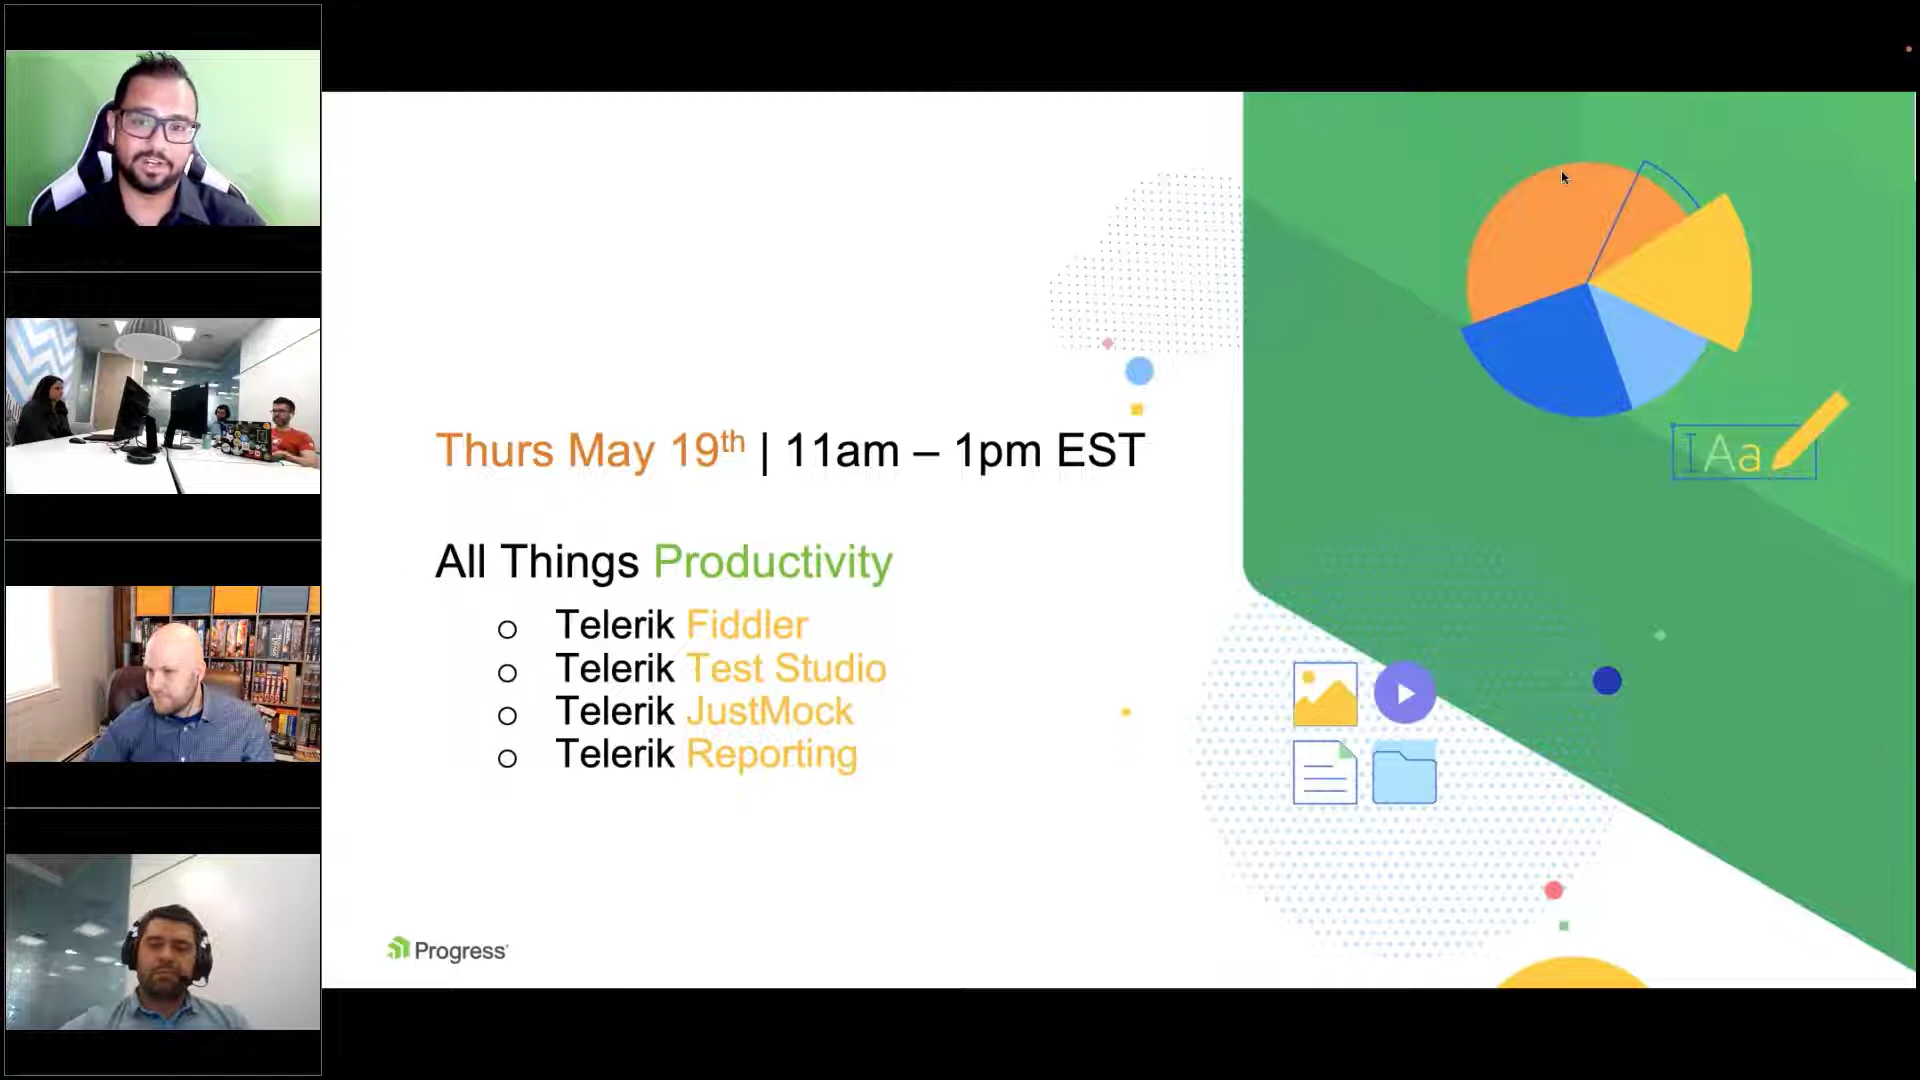 Thurs May 19th | 11am – 1pm EST
All Things Productivity
Telerik Fiddler
Telerik Test Studio
Telerik JustMock
Telerik Reporting
Aa
Progress